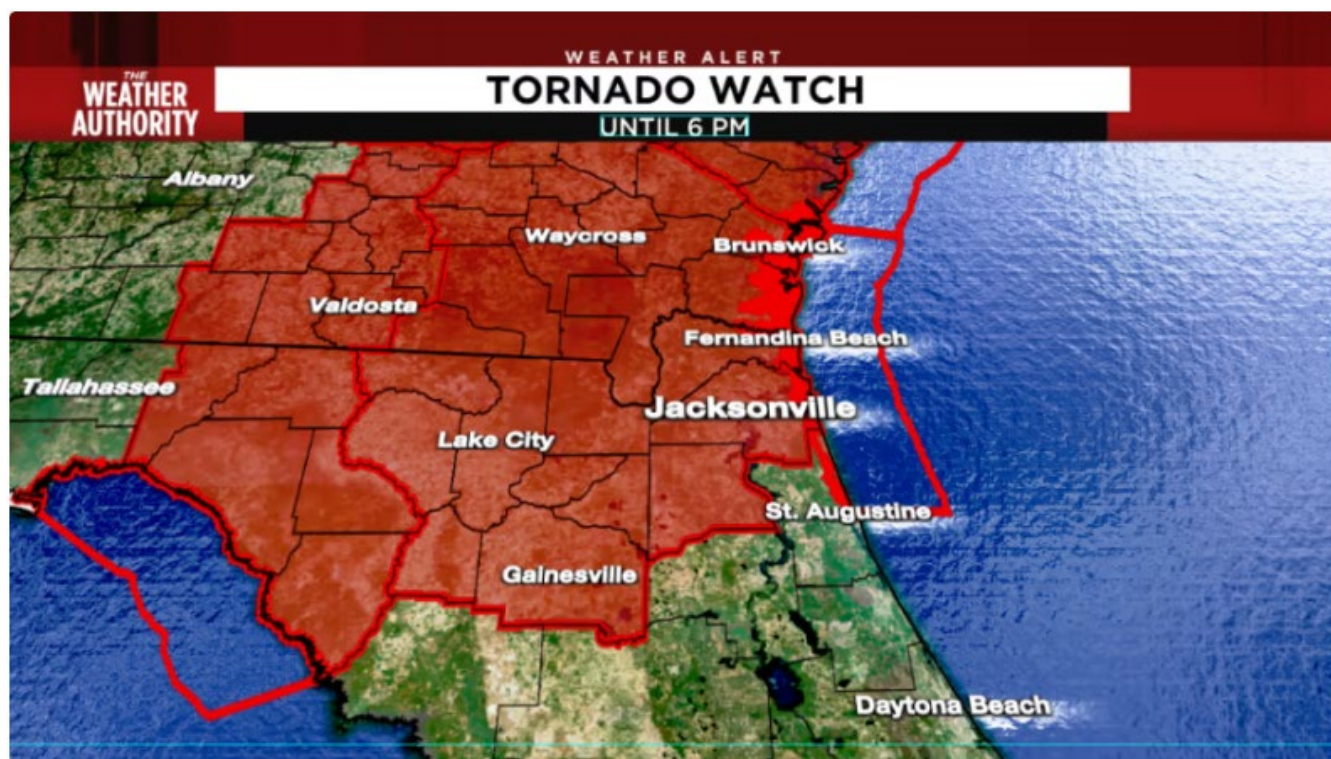 WEATHER ALERT
THE
WEATHER
AUTHORITY
TORNADO WATCH
UNTIL 6 PM
Albany
Waycross
Brunswick
Valdosta
Fernandina Beach
Tallahassee
Jacksonville
Lake City
St. Augustine
Gainesville
Daytona Beach